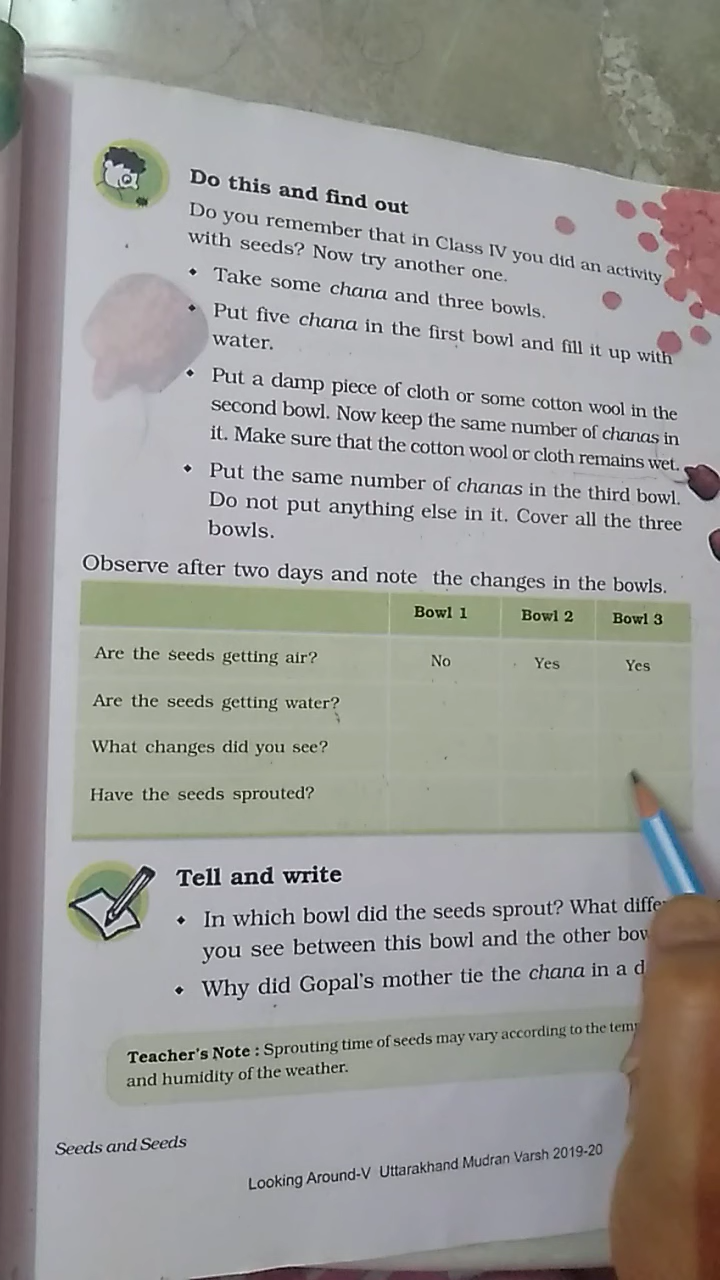 Do this and find out
Do you remember that in Class IV you did an activity
with seeds? Now try another one.
• Take some chana and three bowls.
• Put five chana in the first bowl and fill it up with
water.
• Put a damp piece of cloth or some cotton wool in the
second bowl. Now keep the same number of chanas in
it. Make sure that the cotton wool or cloth remains wet.
• Put the same number of chanas in the third bowl.
Do not put anything else in it. Cover all the three
bowls.
Observe after two days and note the changes in the bowls.
Bowl 1 Bowl 2 Bowl 3
Are the seeds getting air? No Yes Yes
Are the seeds getting water?
What changes did you see?
Have the seeds sprouted?
Tell and write
• In which bowl did the seeds sprout? What
you see between this bowl and the other
• Why did Gopal's mother tie the chana in a
Teacher's Note : Sprouting time of seeds may vary according to the
and humidity of the weather.
Seeds and Seeds
Looking Around-V Uttarakhand Mudran Varsh 2019-20